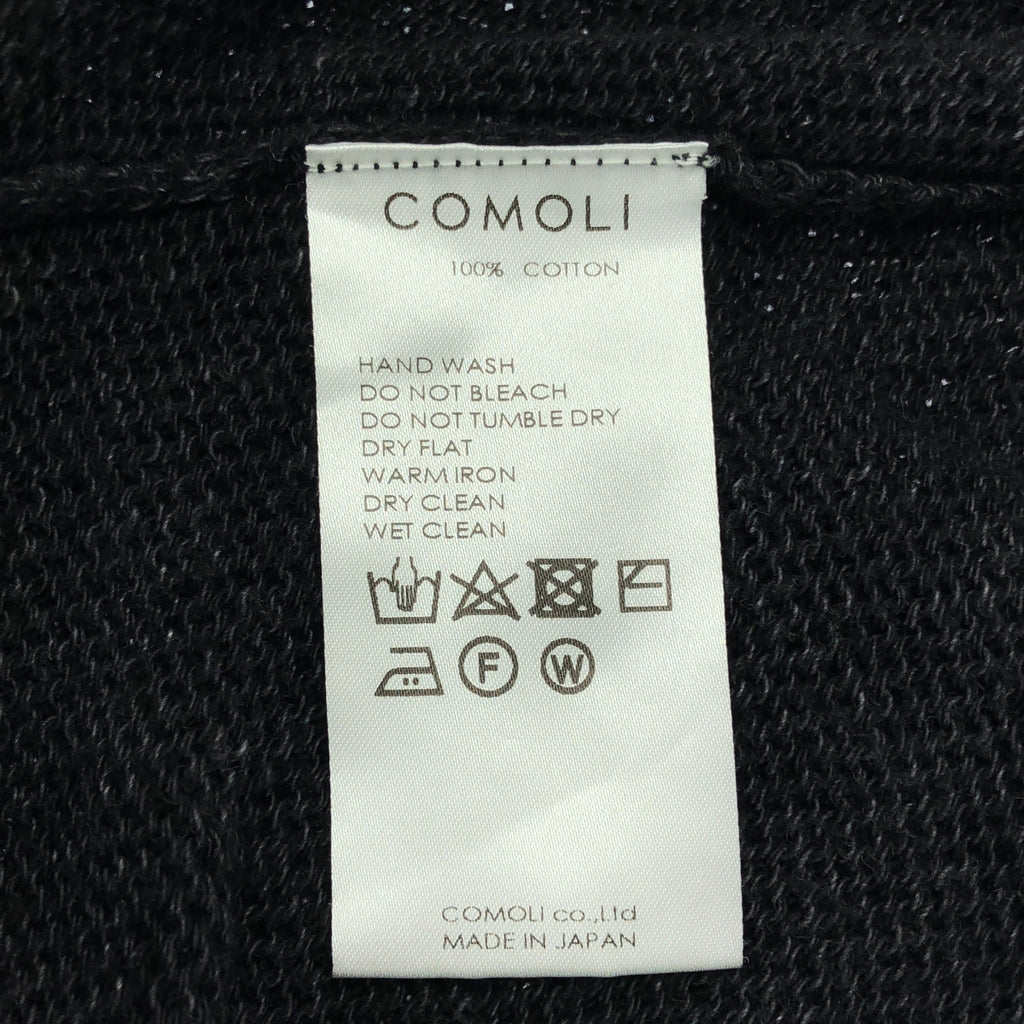 COMOLI
100% COTTON
HAND WASH
DO NOT BLEACH
DO NOT TUMBLE DRY
DRY FLAT
WARM IRON
DRY CLEAN
WET CLEAN
F W
COMOLI co.,Ltd
MADE IN JAPAN